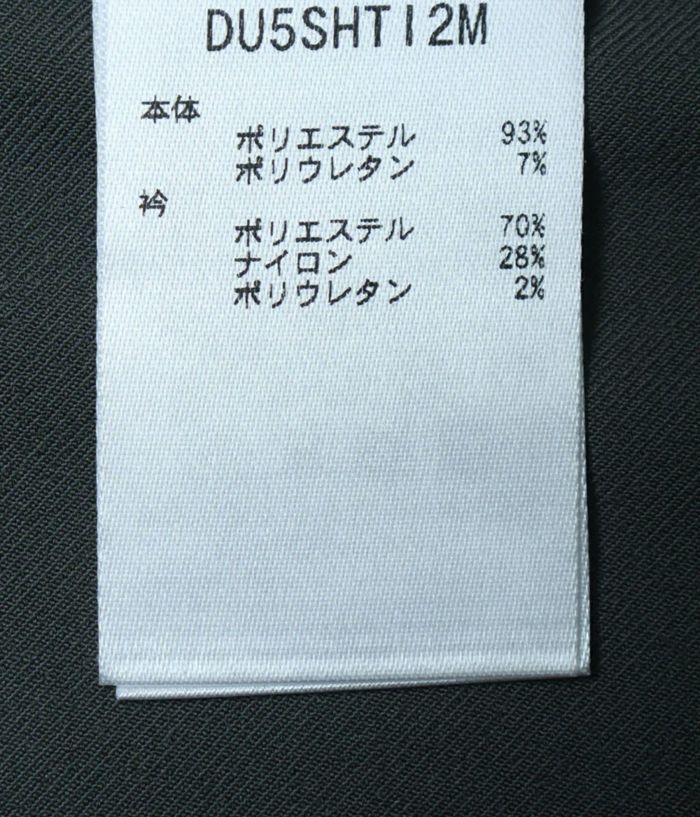 DU5SHT12M
本体
ポリエステル 93%
ポリウレタン 7%
衿
ポリエステル 70%
ナイロン 28%
ポリウレタン 2%